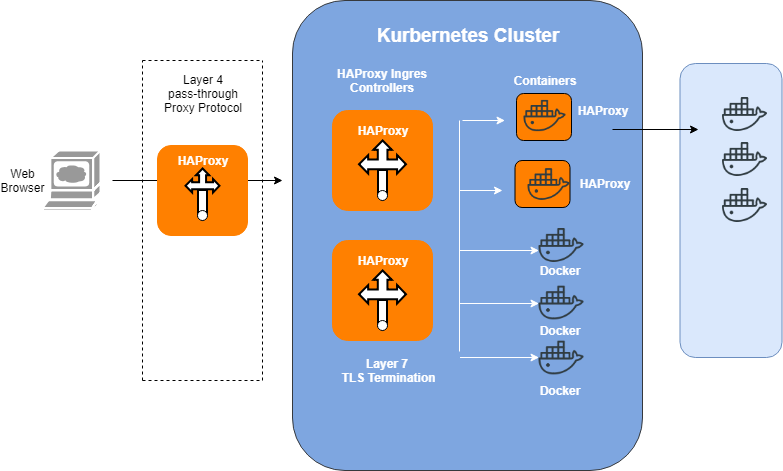 Kurbernetes Cluster
Layer 4
pass-through
Proxy Protocol
HAProxy
Web
Browser
HAProxy Ingres
Controllers
HAProxy
HAProxy
Layer 7
TLS Termination
Containers
HAProxy
HAProxy
Docker
Docker
Docker